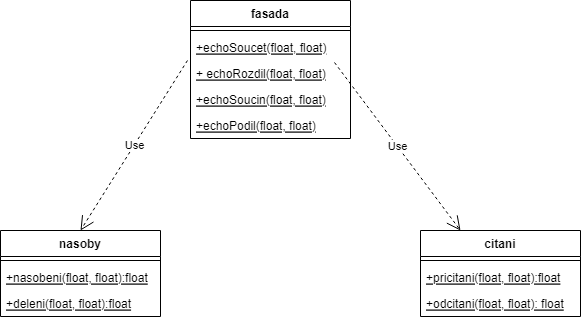 fasada
+echoSoucet(float, float)
+ echoRozdil(float, float)
+echoSoucin(float, float)
+echoPodil(float, float)
Use
Use
nasoby
+nasobeni(float, float):float
+deleni(float, float):float
citani
+pricitani(float, float):float
+odcitani(float, float): float